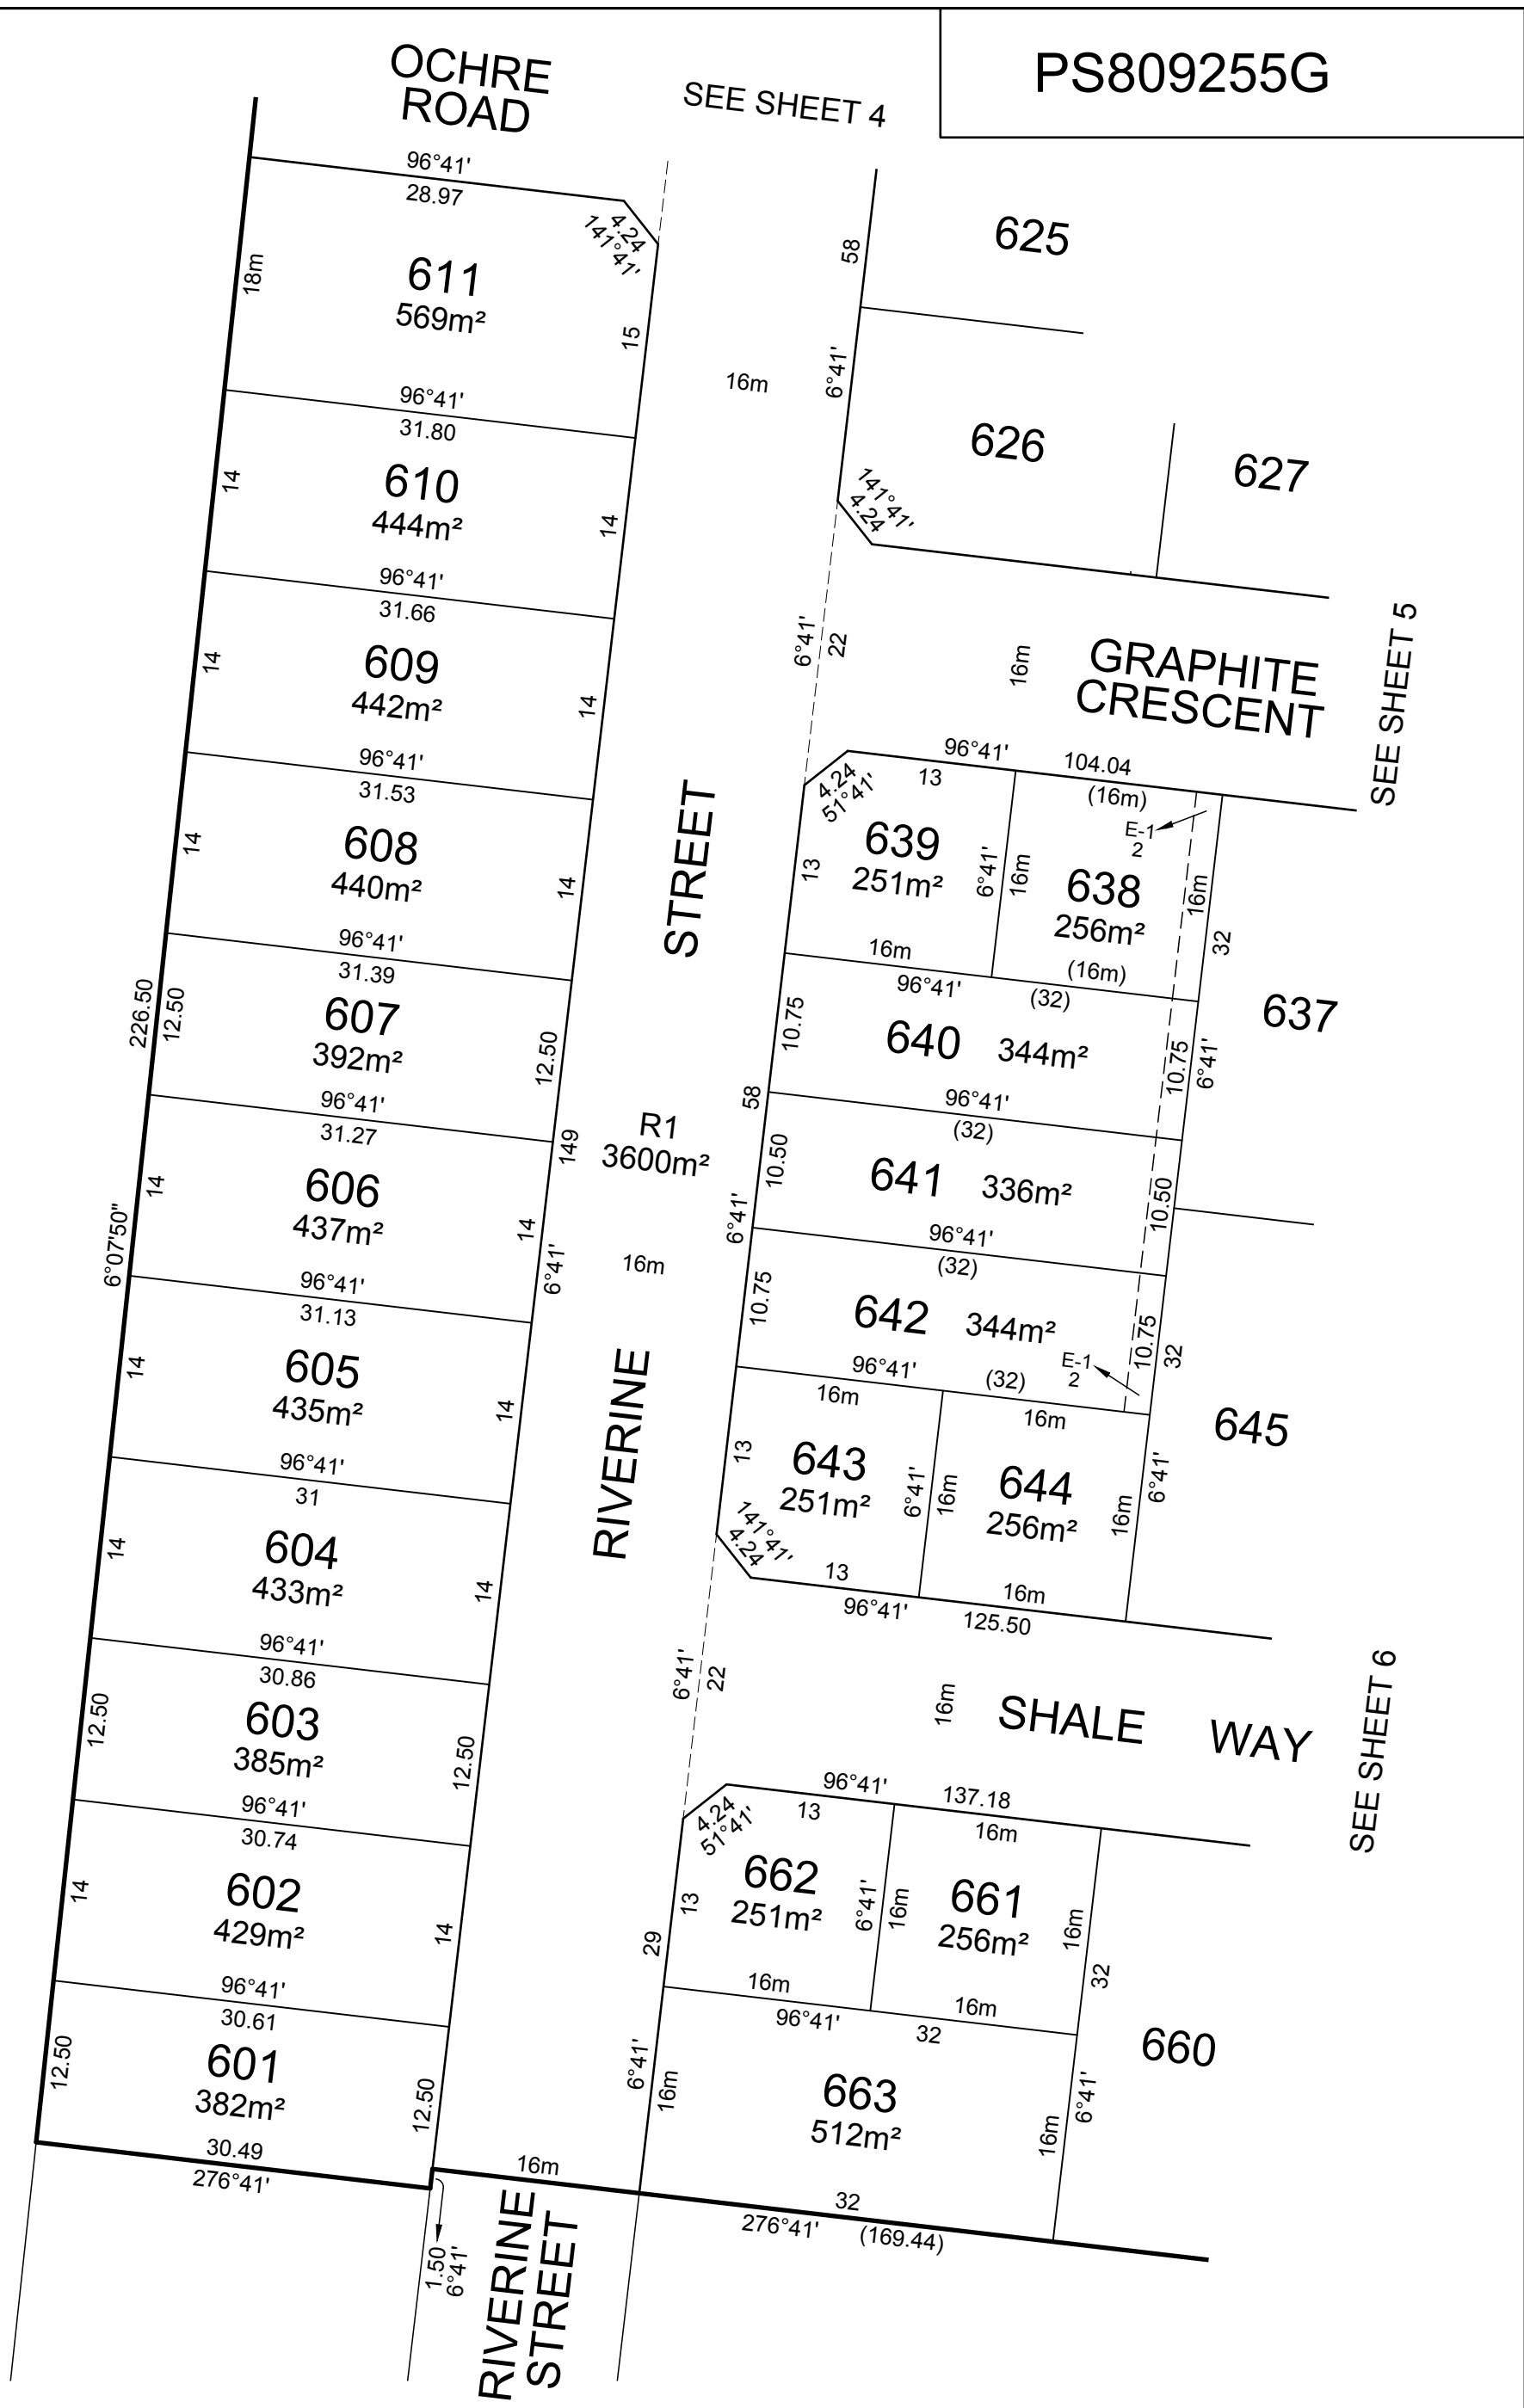 PS809255G
OCHRE
ROAD
SEE SHEET 4
96°41'
28.97
4.24
141°41'
18m
611
569m²
15
58
625
16m
6°41'
96°41'
31.80
14
610
444m²
14
626
627
141°41'
4.24
96°41'
31.66
14
609
442m²
14
6°41'
22
16m
GRAPHITE
CRESCENT
SEE SHEET 5
96°41'
31.53
14
608
440m²
14
STREET
96°41'
104.04
13
(16m)
4.24
51°41'
E-1
2
639
251m²
13
6°41'
16m
638
256m²
16m
32
16m
(16m)
96°41'
(32)
96°41'
31.39
226.50
12.50
607
392m²
12.50
10.75
640
344m²
10.75
6°41'
637
96°41'
31.27
58
149
R1
3600m²
96°41'
(32)
14
606
437m²
14
6°07'50"
6°41'
16m
6°41'
10.50
641
336m²
10.50
96°41'
(32)
96°41'
31.13
10.75
642
344m²
10.75
E-1
2
32
14
605
435m²
14
RIVERINE
96°41'
(32)
16m
16m
645
96°41'
31
13
643
251m²
6°41'
16m
644
256m²
16m
6°41'
141°41'
4.24
14
604
433m²
14
13
16m
96°41'
125.50
96°41'
30.86
6°41'
22
16m
SHALE WAY
SEE SHEET 6
12.50
603
385m²
12.50
96°41'
137.18
13
16m
4.24
51°41'
96°41'
30.74
14
602
429m²
14
29
13
662
251m²
6°41'
16m
661
256m²
16m
32
16m
16m
96°41'
32
96°41'
30.61
12.50
601
382m²
12.50
6°41'
16m
663
512m²
16m
6°41'
660
30.49
276°41'
16m
32
276°41'
(169.44)
1.50
6°41'
RIVERINE
STREET